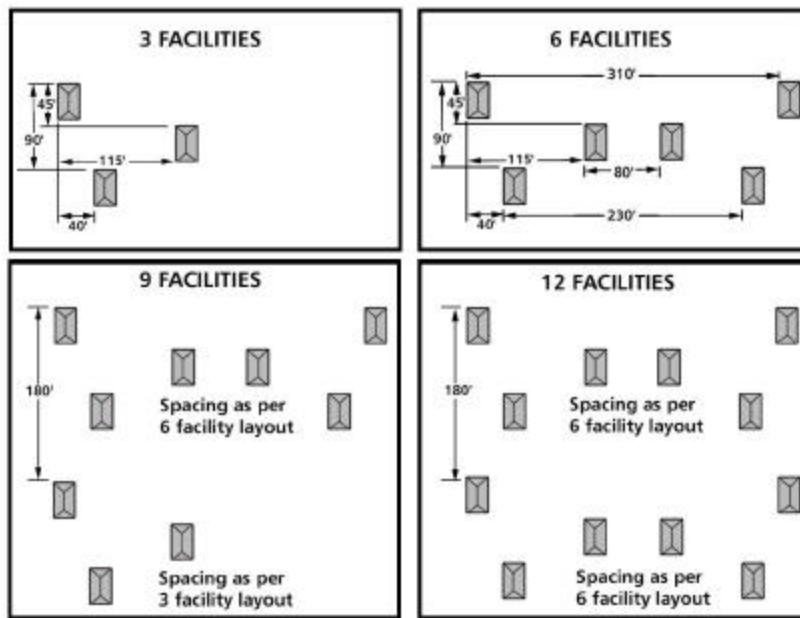 3 FACILITIES
45'
90'
115'
40'
6 FACILITIES
310'
45'
90'
115'
80'
40'
230'
9 FACILITIES
180'
Spacing as per
6 facility layout
Spacing as per
3 facility layout
12 FACILITIES
180'
Spacing as per
6 facility layout
Spacing as per
6 facility layout